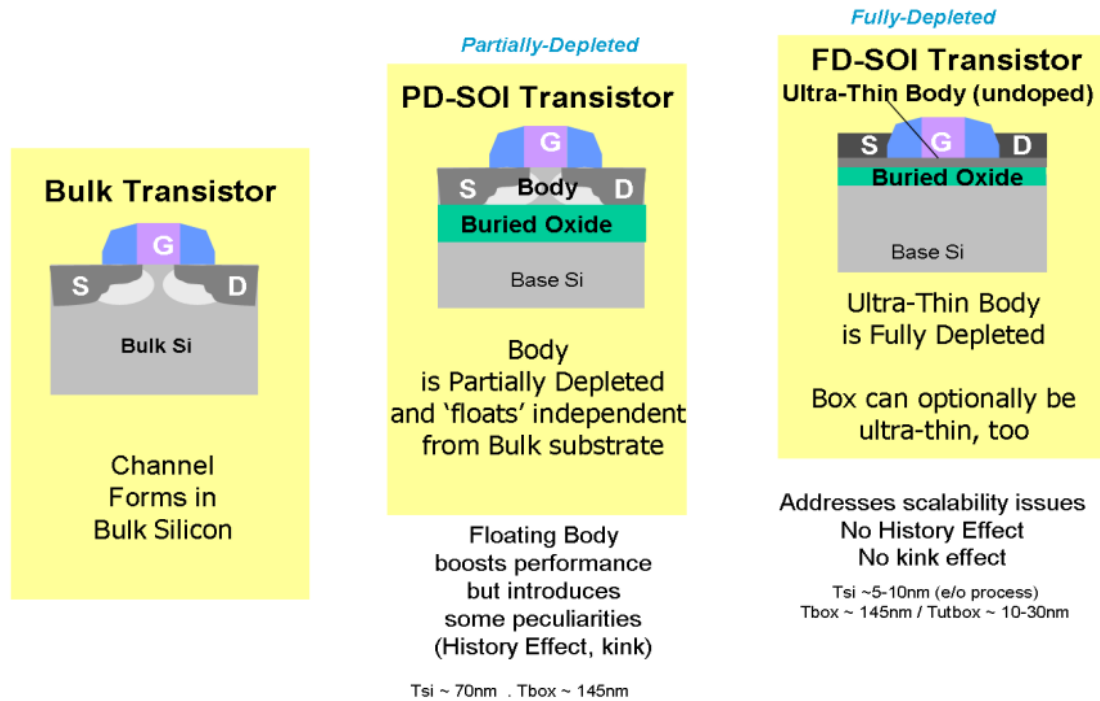 Bulk Transistor
G
S
D
Bulk Si
Channel
Forms in
Bulk Silicon
Partially-Depleted
PD-SOI Transistor
G
S
Body
D
Buried Oxide
Base Si
Body
is Partially Depleted
and ‘floats’ independent
from Bulk substrate
Floating Body
boosts performance
but introduces
some peculiarities
(History Effect, kink)
Tsi ~ 70nm . Tbox ~ 145nm
Fully-Depleted
FD-SOI Transistor
Ultra-Thin Body (undoped)
S
G
D
Buried Oxide
Base Si
Ultra-Thin Body
is Fully Depleted
Box can optionally be
ultra-thin, too
Addresses scalability issues
No History Effect
No kink effect
Tsi ~5-10nm (e/o process)
Tbox ~ 145nm / Tutbox ~ 10-30nm